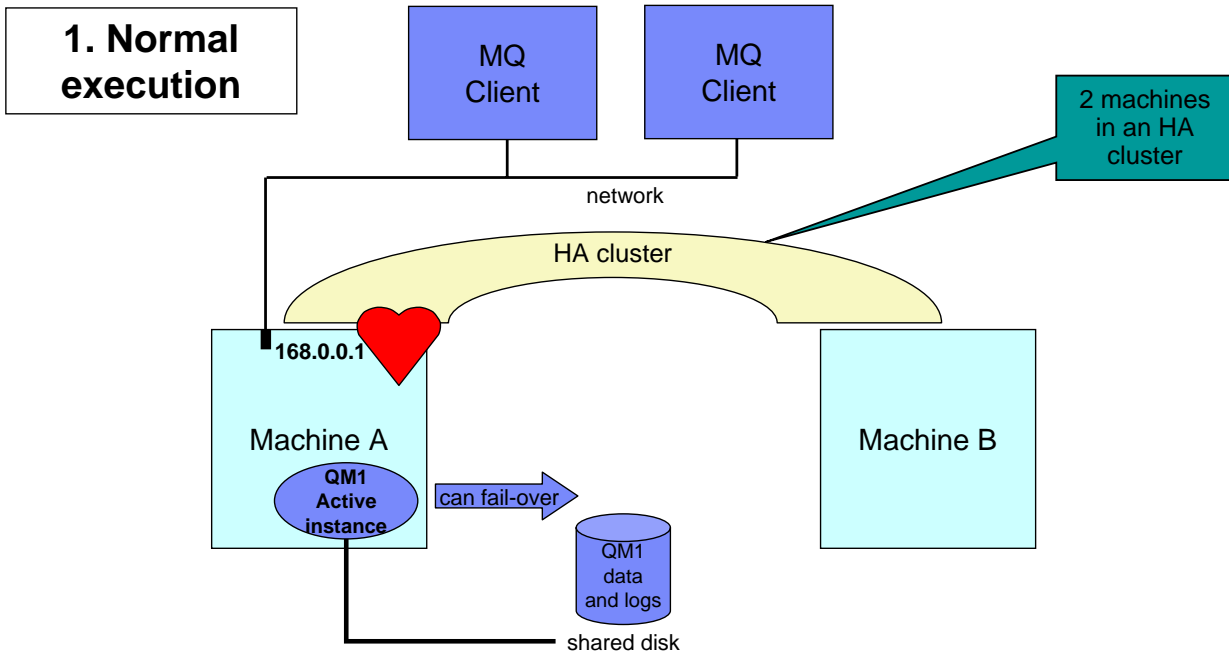 1. Normal
execution
MQ
Client
MQ
Client
2 machines
in an HA
cluster
network
HA cluster
168.0.0.1
Machine A
Machine B
QM1
Active
instance
can fail-over
QM1
data
and logs
shared disk